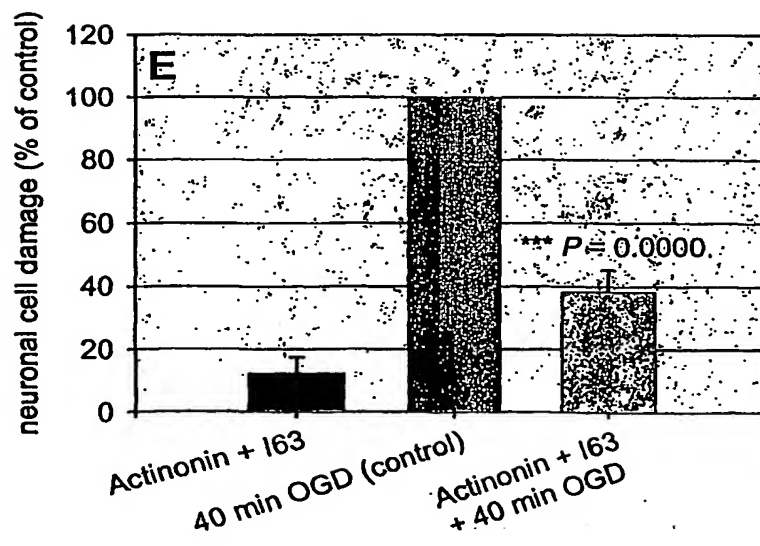 neuronal cell damage (% of control)
120
100
80
60
40
20
0
E
*** P = 0.0000
Actinonin + I63
40 min OGD (control)
Actinonin + I63
+ 40 min OGD